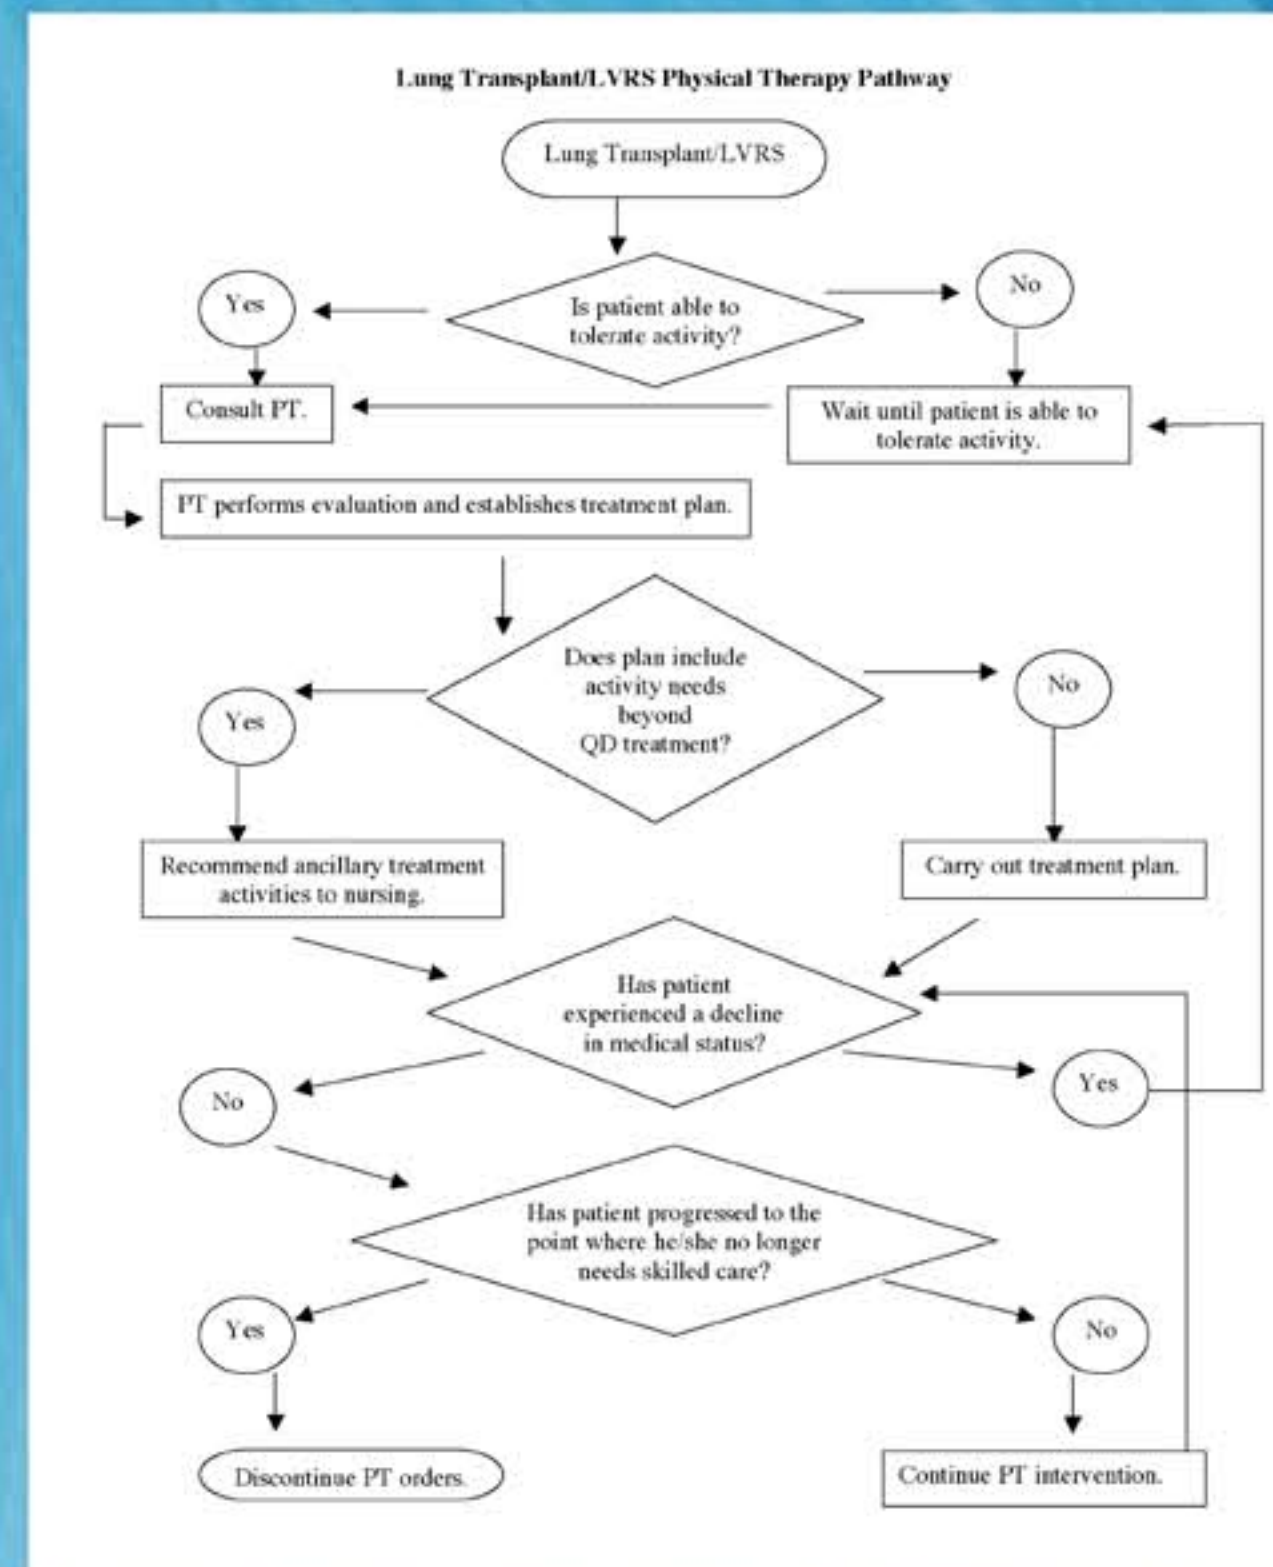 Lung Transplant/LVRS Physical Therapy Pathway
Lung Transplant/LVRS
Is patient able to
tolerate activity?
Yes
No
Consult PT.
Wait until patient is able to
tolerate activity.
PT performs evaluation and establishes treatment plan.
Does plan include
activity needs
beyond
QD treatment?
Yes
No
Recommend ancillary treatment
activities to nursing.
Carry out treatment plan.
Has patient
experienced a decline
in medical status?
No
Yes
Has patient progressed to the
point where he/she no longer
needs skilled care?
Yes
No
Discontinue PT orders.
Continue PT intervention.